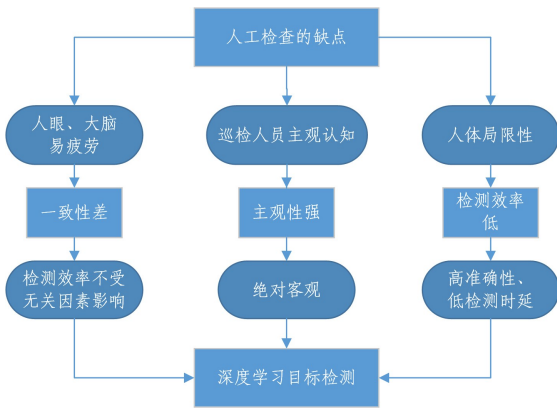 人工检查的缺点
人眼、大脑
易疲劳
巡检人员主观认知
人体局限性
一致性差
主观性强
检测效率
低
检测效率不受
无关因素影响
绝对客观
高准确性、
低检测时延
深度学习目标检测